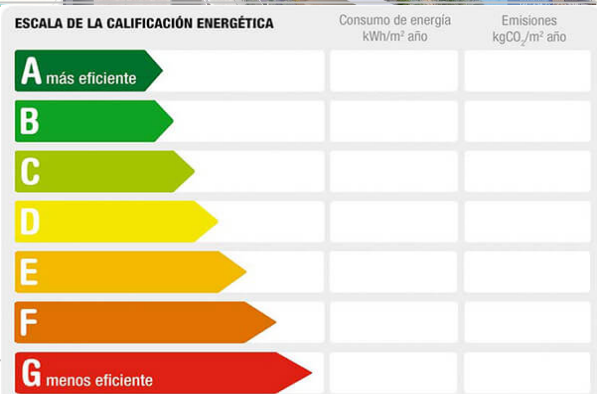 ESCALA DE LA CALIFICACIÓN ENERGÉTICA
Consumo de energía
kWh/m² año
Emisiones
kgCO₂/m² año
A más eficiente
B
C
D
E
F
G menos eficiente